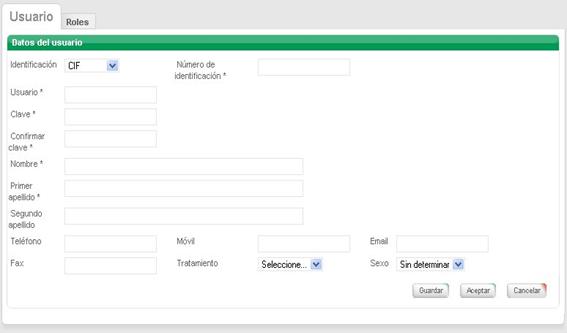 Usuario Roles
Datos del usuario
Identificación CIF Número de
identificación *
Usuario *
Clave *
Confirmar
clave *
Nombre *
Primer
apellido *
Segundo
apellido
Teléfono Móvil Email
Fax Tratamiento Seleccione... Sexo Sin determinar
Guardar Aceptar Cancelar